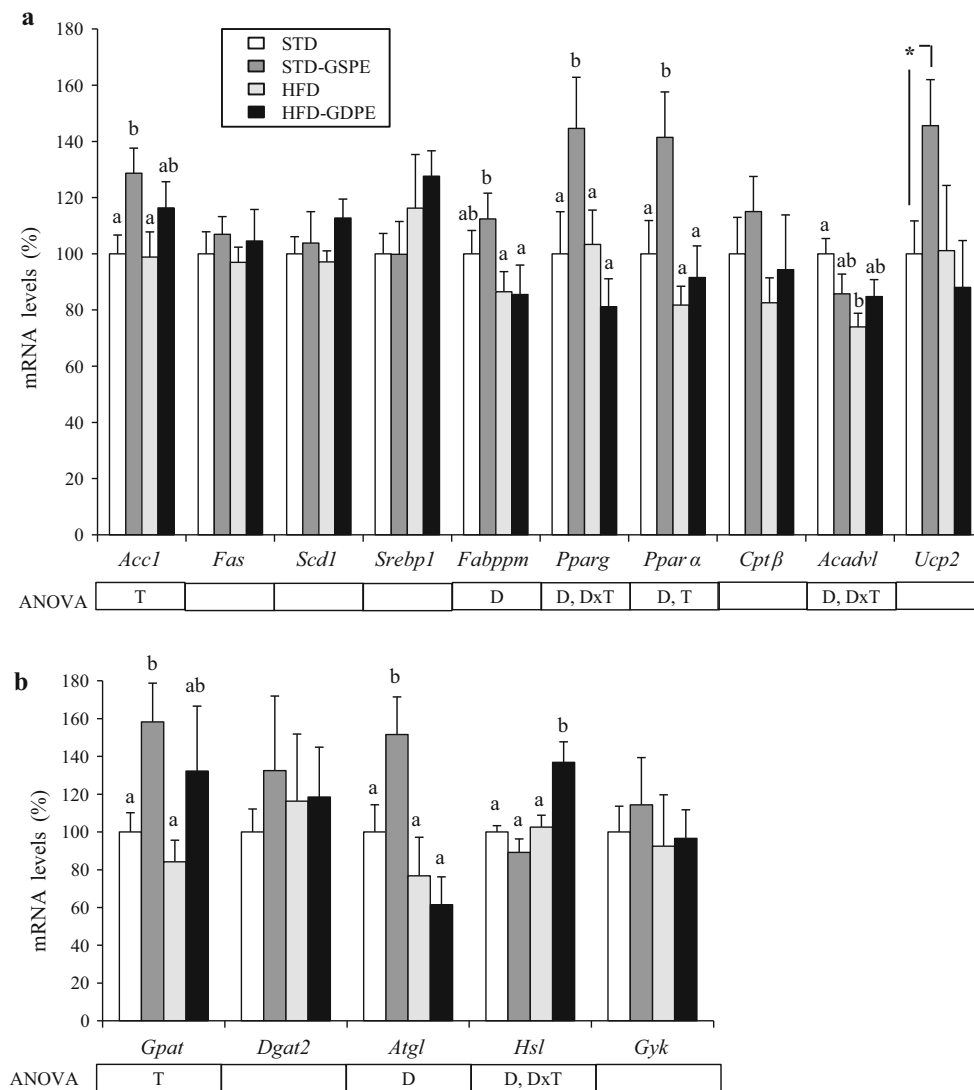 a
180
160
140
120
100
80
60
40
20
0
mRNA levels (%)
STD
STD-GSPE
HFD
HFD-GDPE
a b a ab
ab b a a
a b a a
a b a a
a ab b ab
*
Acc1 Fas Scd1 Srebp1 Fabppm Pparg Pparα Cptβ Acadvl Ucp2
ANOVA T D D, DxT D, T D, DxT
b
180
160
140
120
100
80
60
40
20
0
mRNA levels (%)
a b a ab
a b a a
a a a b
Gpat Dgat2 Atgl Hsl Gyk
ANOVA T D D, DxT